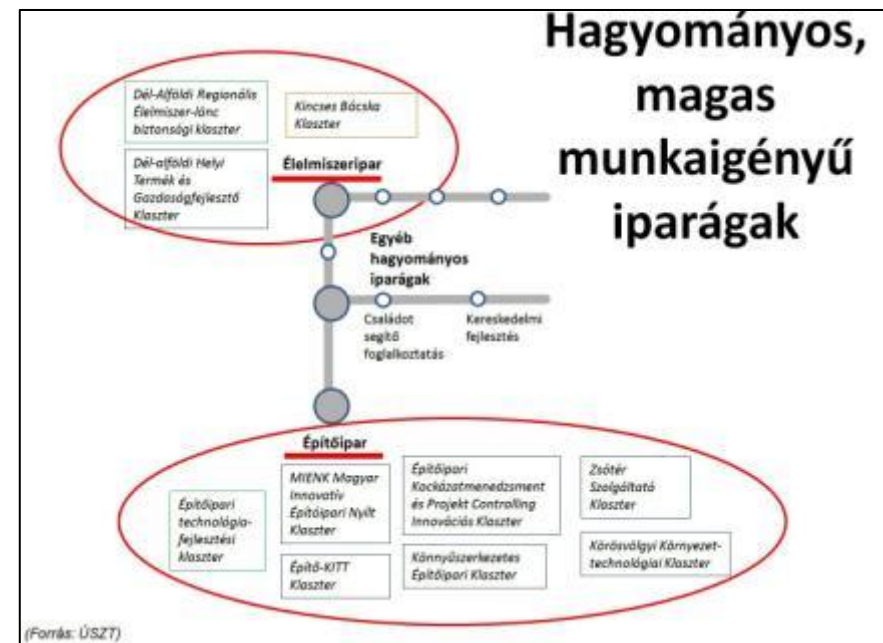 Hagyományos,
magas
munkaigényű
iparágak
Dél-Alföldi Regionális
Élelmiszer-lánc
biztonsági klaszter
Kincses Bácska
Klaszter
Dél-alföldi Helyi
Termék és
Gazdaságfejlesztő
Klaszter
Élelmiszeripar
Egyéb
hagyományos
iparágak
Családot
segítő
foglalkoztatás
Kereskedelmi
fejlesztés
Építőipar
Építőipari
technológia-
fejlesztési
klaszter
MIENK Magyar
Innovatív
Építőipari Nyílt
Klaszter
Építő-KITT
Klaszter
Építőipari
Kockázatmenedzsment
és Projekt Controlling
Innovációs Klaszter
Könnyűszerkezetes
Építőipari Klaszter
Zsótér
Szolgáltató
Klaszter
Körösvölgyi Környezet-
technológiai Klaszter
(Forrás: ÚSZT)